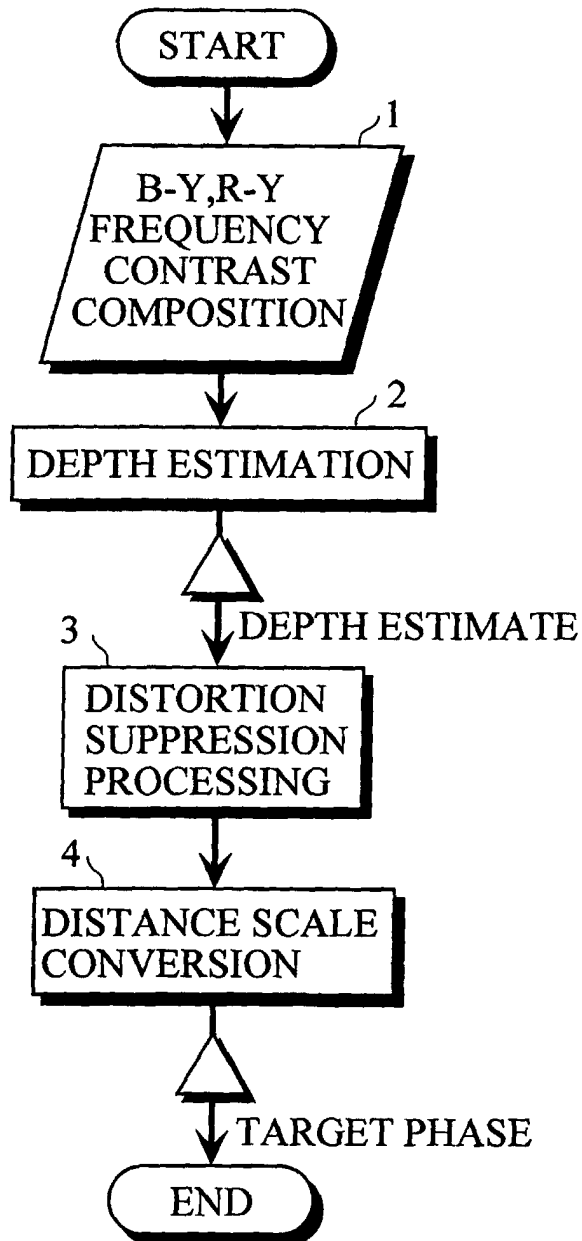 START
1
B-Y,R-Y
FREQUENCY
CONTRAST
COMPOSITION
2
DEPTH ESTIMATION
DEPTH ESTIMATE
3
DISTORTION
SUPPRESSION
PROCESSING
4
DISTANCE SCALE
CONVERSION
TARGET PHASE
END